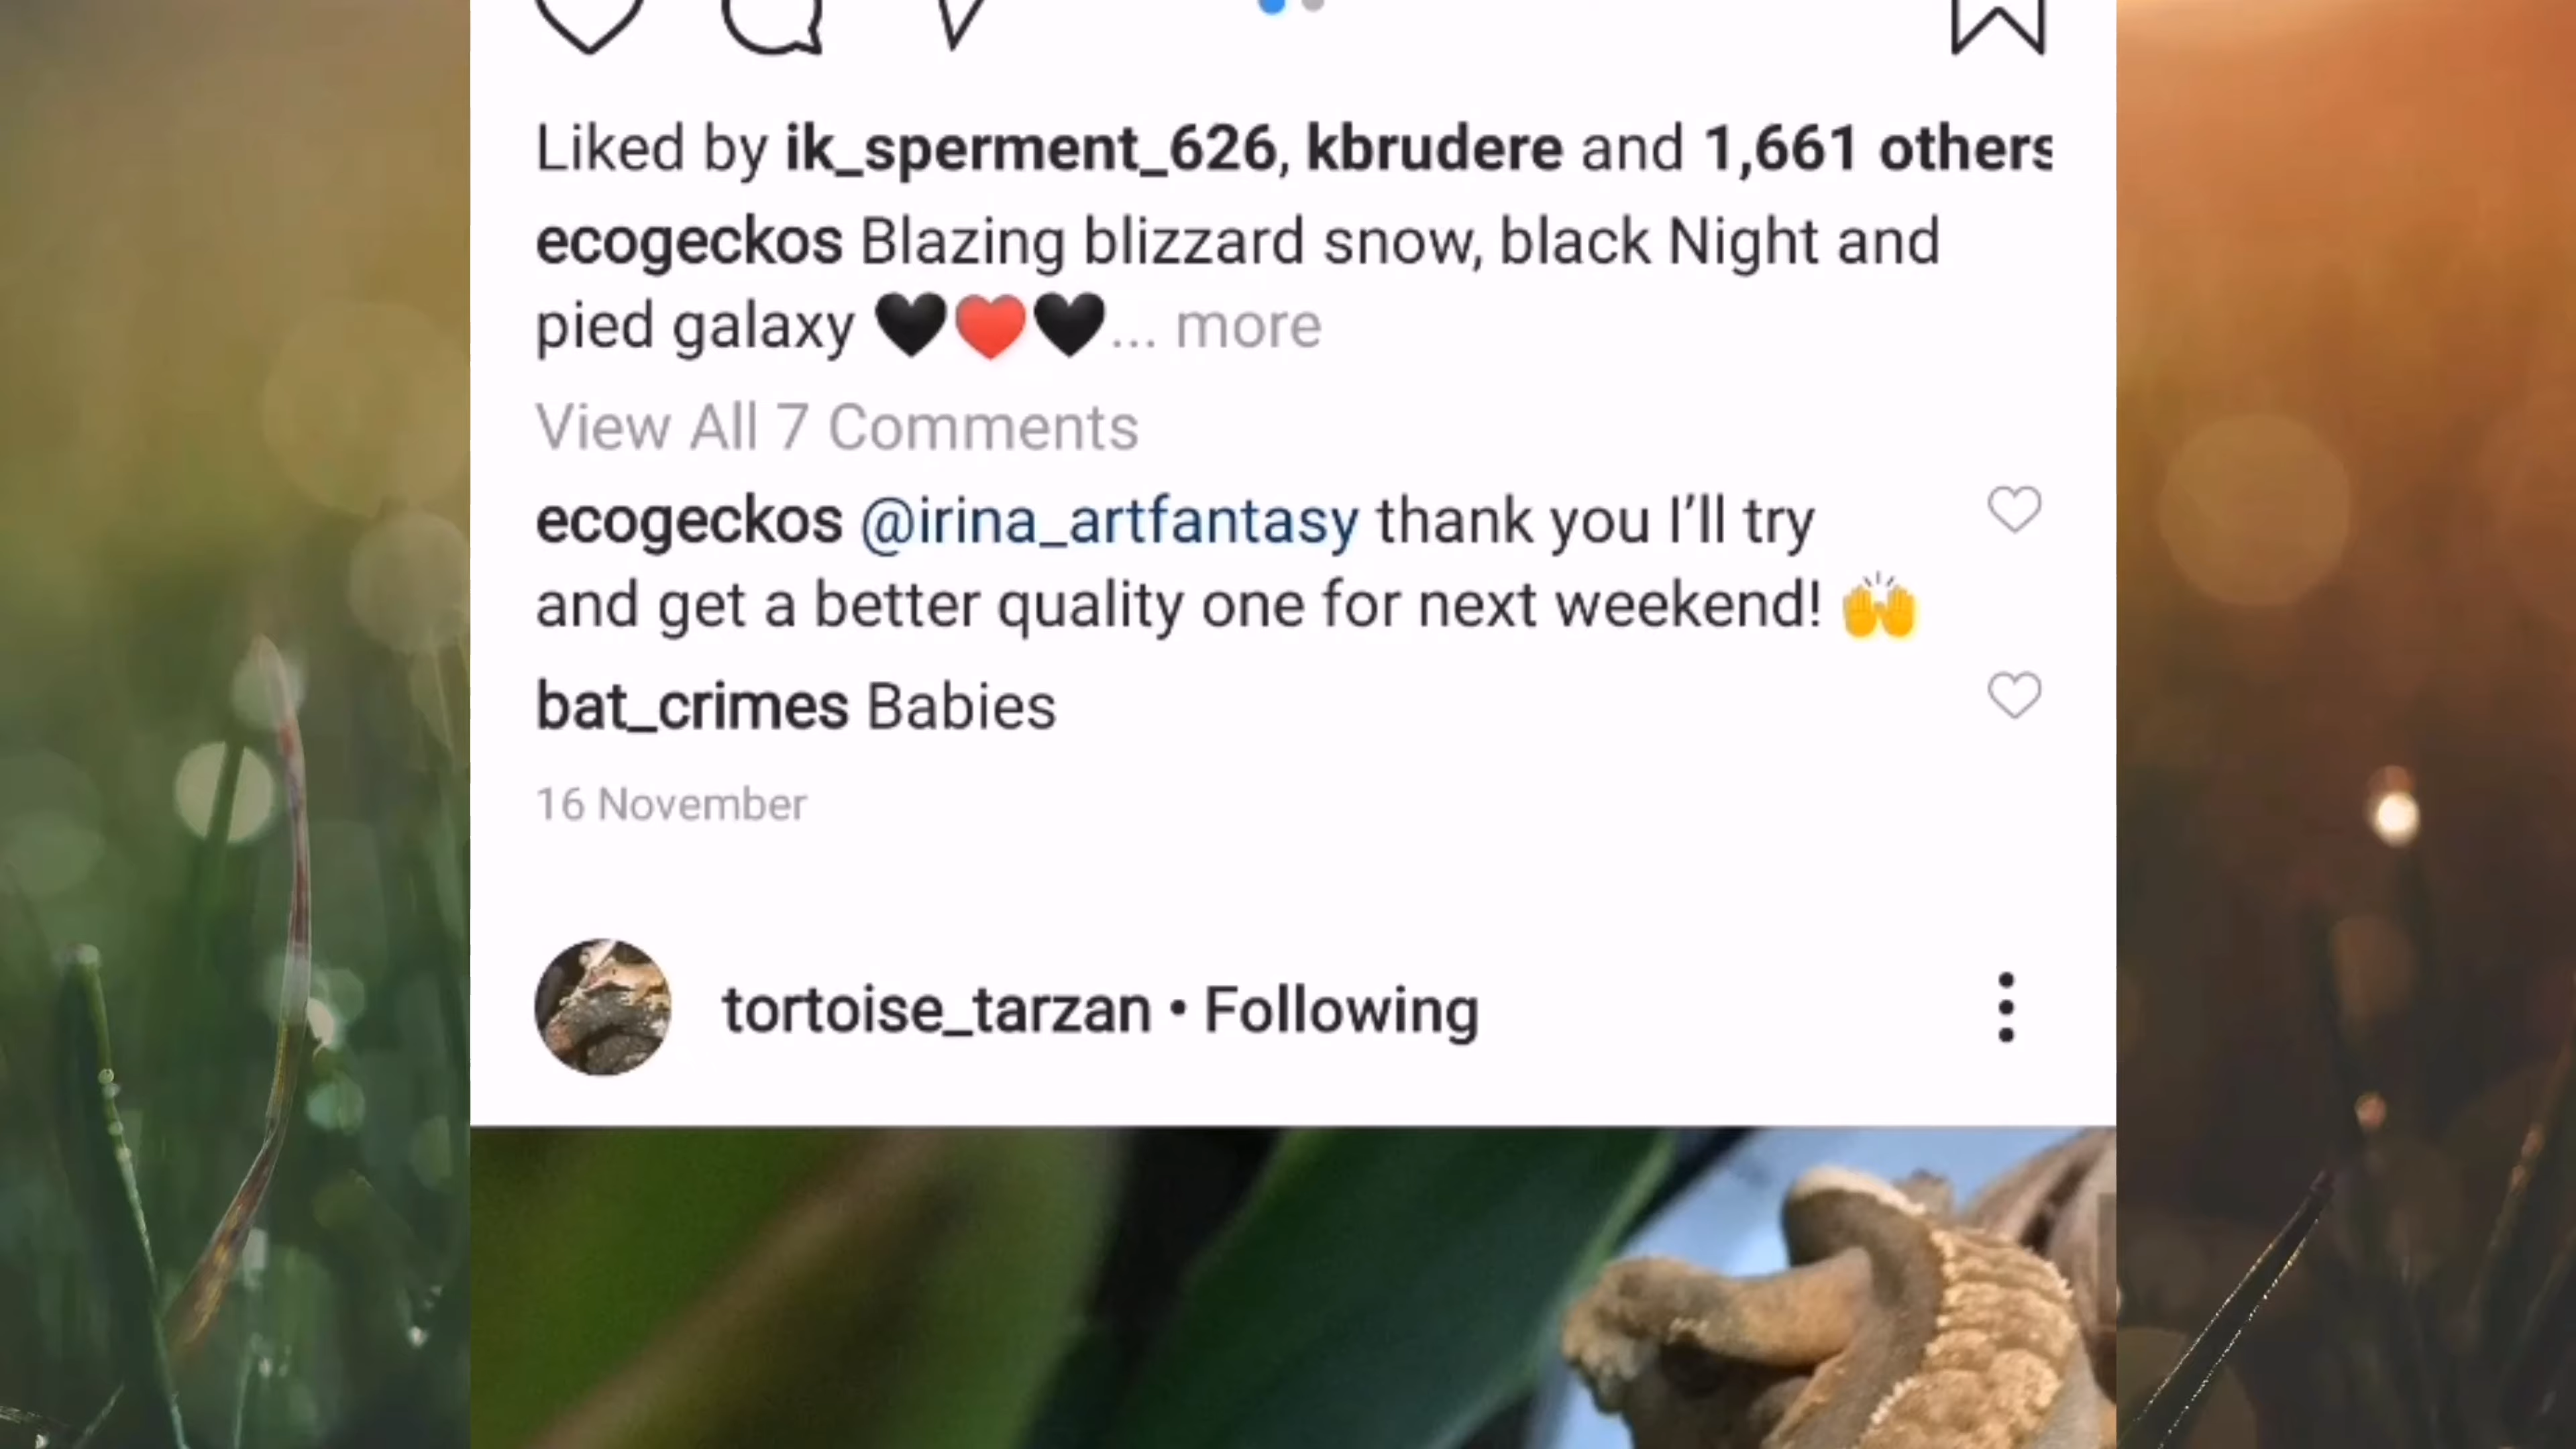 Liked by ik_sperment_626, kbrudere and 1,661 others
ecogeckos Blazing blizzard snow, black Night and
pied galaxy 🖤❤️🖤... more
View All 7 Comments
ecogeckos @irina_artfantasy thank you I’ll try
and get a better quality one for next weekend! 🙌
bat_crimes Babies
16 November
tortoise_tarzan • Following